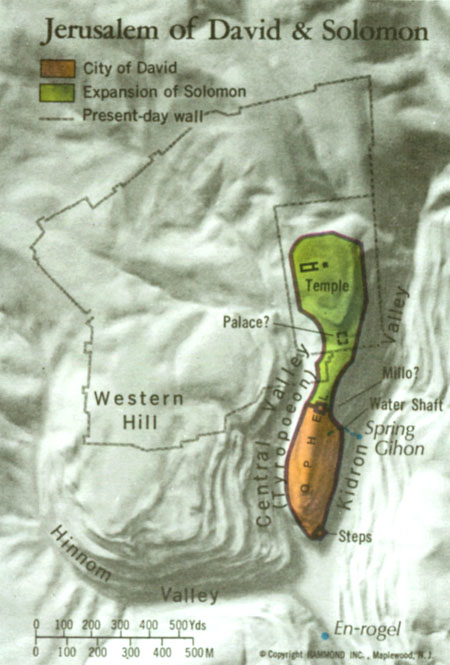 Jerusalem of David & Solomon
City of David
Expansion of Solomon
Present-day wall
Temple
Palace?
Valley
Millo?
Water Shaft
Western
Hill
Spring
Gihon
Central Valley
(Tyropoeon)
OPHEL
Kidron
Steps
Hinnom
Valley
En-rogel
0 100 200 300 400 500 Yds
0 100 200 300 400 500 M
© Copyright HAMMOND INC., Maplewood, N. J.